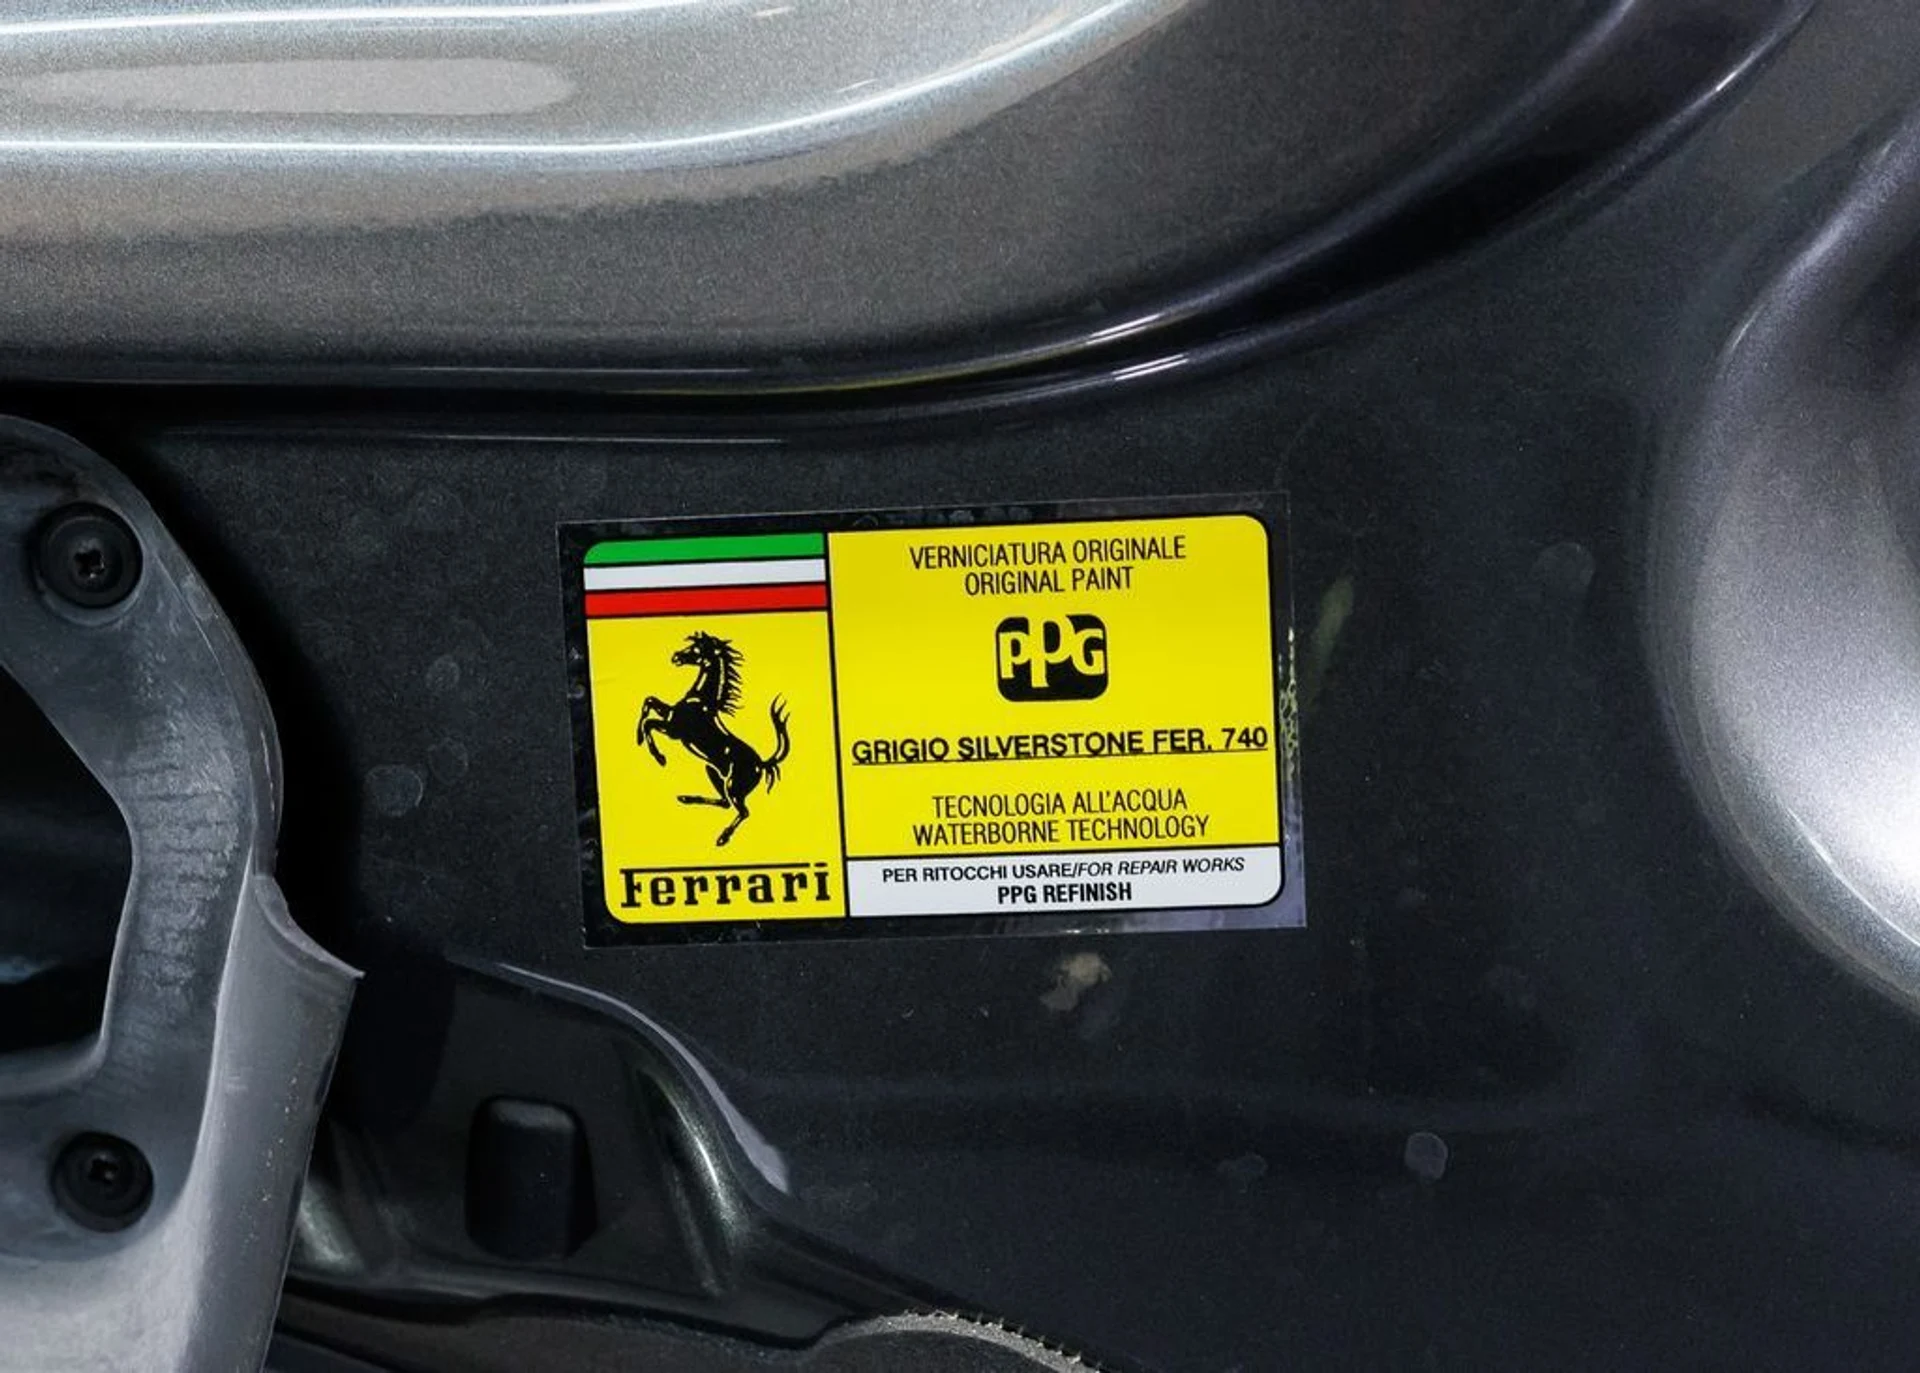 VERNICIATURA ORIGINALE
ORIGINAL PAINT
PPG
GRIGIO SILVERSTONE FER. 740
TECNOLOGIA ALL'ACQUA
WATERBORNE TECHNOLOGY
PER RITOCCHI USARE/FOR REPAIR WORKS
PPG REFINISH
Ferrari